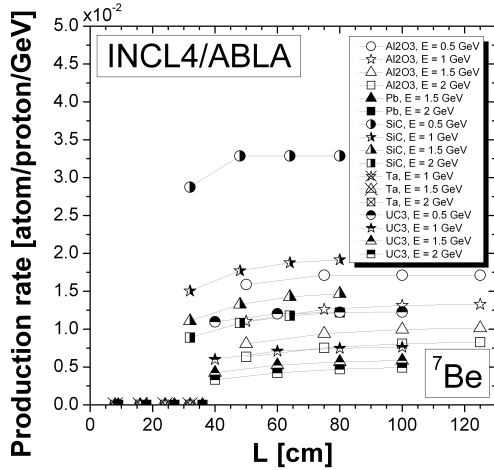 5.0x10⁻²
4.5
4.0
3.5
3.0
2.5
2.0
1.5
1.0
0.5
0.0
Production rate [atom/proton/GeV]
INCL4/ABLA
Al2O3, E = 0.5 GeV
Al2O3, E = 1 GeV
Al2O3, E = 1.5 GeV
Al2O3, E = 2 GeV
Pb, E = 1.5 GeV
Pb, E = 2 GeV
SiC, E = 0.5 GeV
SiC, E = 1 GeV
SiC, E = 1.5 GeV
SiC, E = 2 GeV
Ta, E = 1 GeV
Ta, E = 1.5 GeV
Ta, E = 2 GeV
UC3, E = 0.5 GeV
UC3, E = 1 GeV
UC3, E = 1.5 GeV
UC3, E = 2 GeV
⁷Be
0 20 40 60 80 100 120
L [cm]